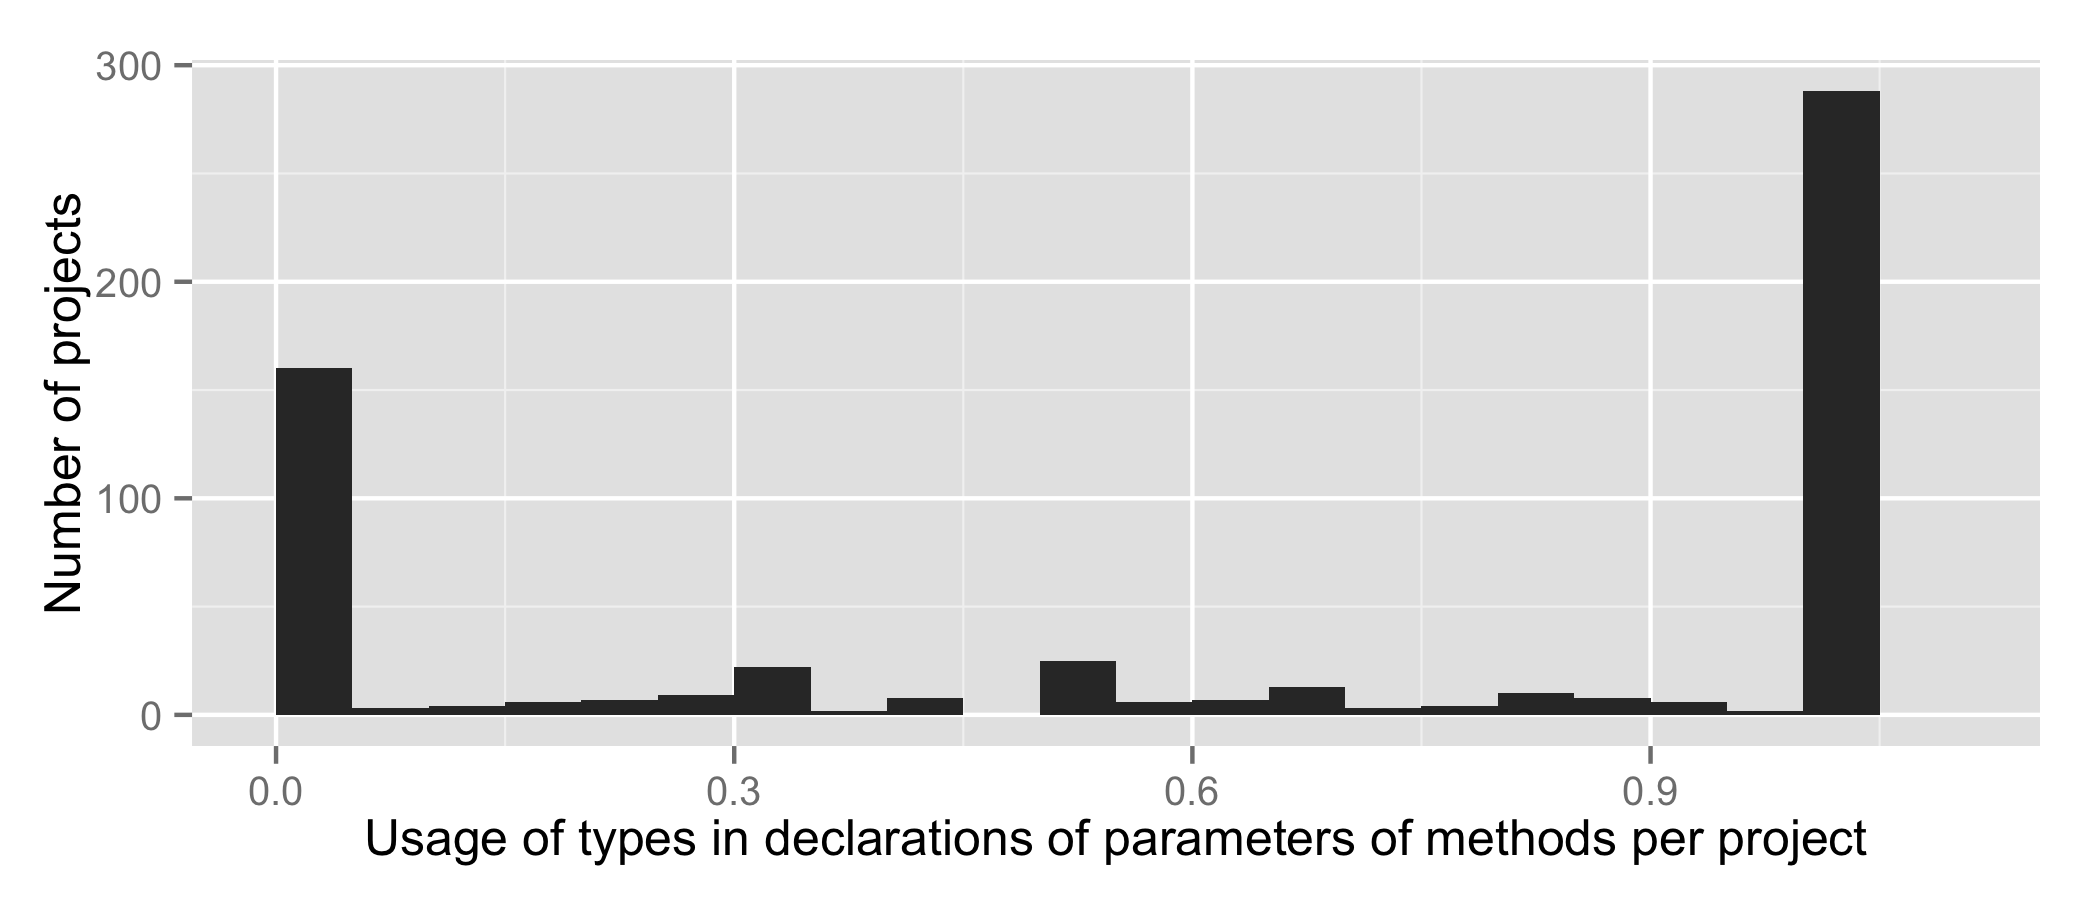 300
200
100
0
Number of projects
0.0 0.3 0.6 0.9
Usage of types in declarations of parameters of methods per project